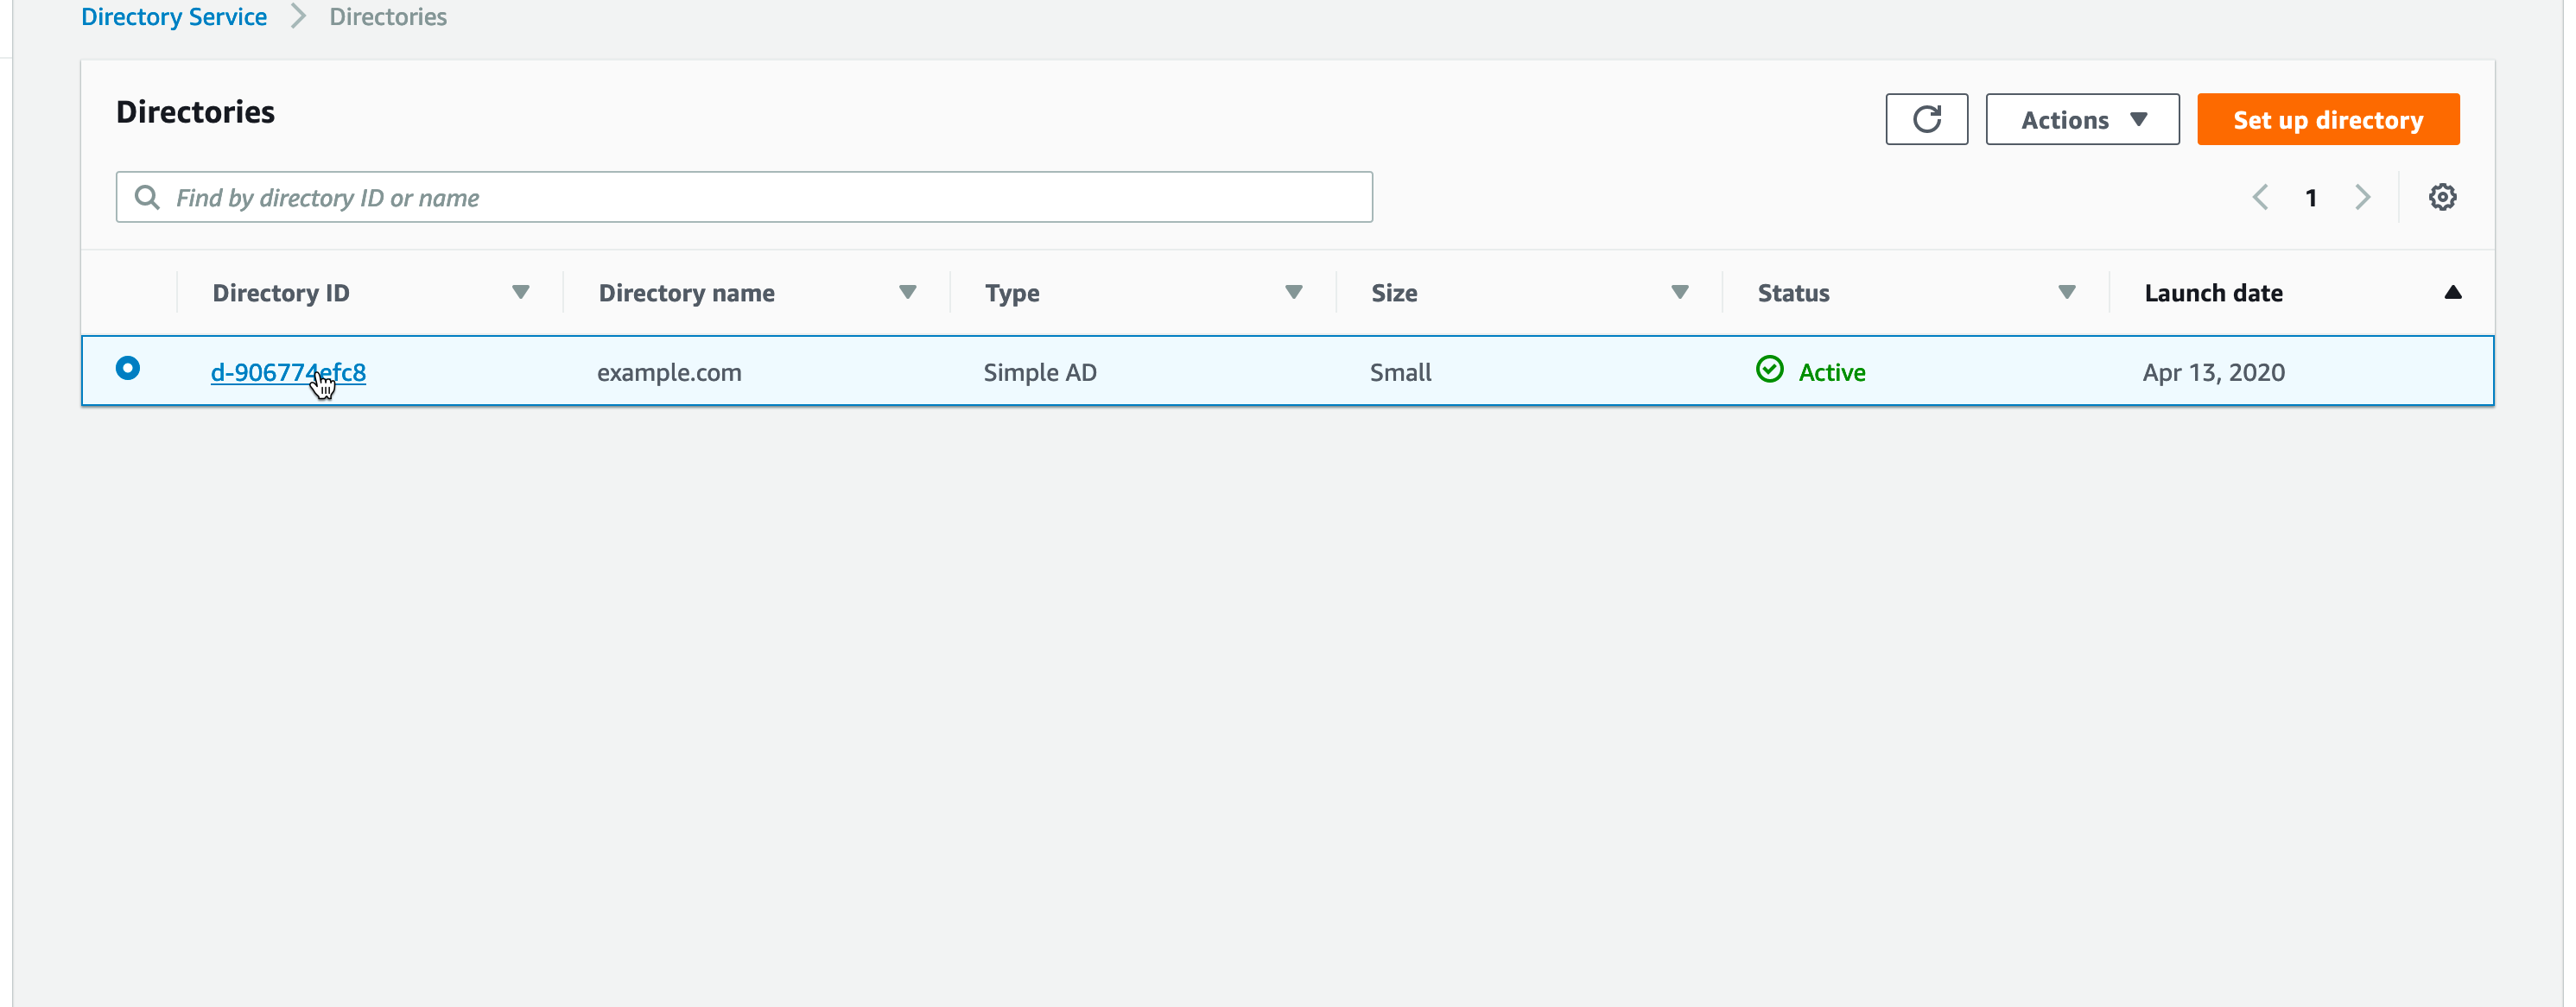 Directory Service > Directories
Directories
Actions
Set up directory
Find by directory ID or name
1
Directory ID Directory name Type Size Status Launch date
d-906774efc8 example.com Simple AD Small Active Apr 13, 2020